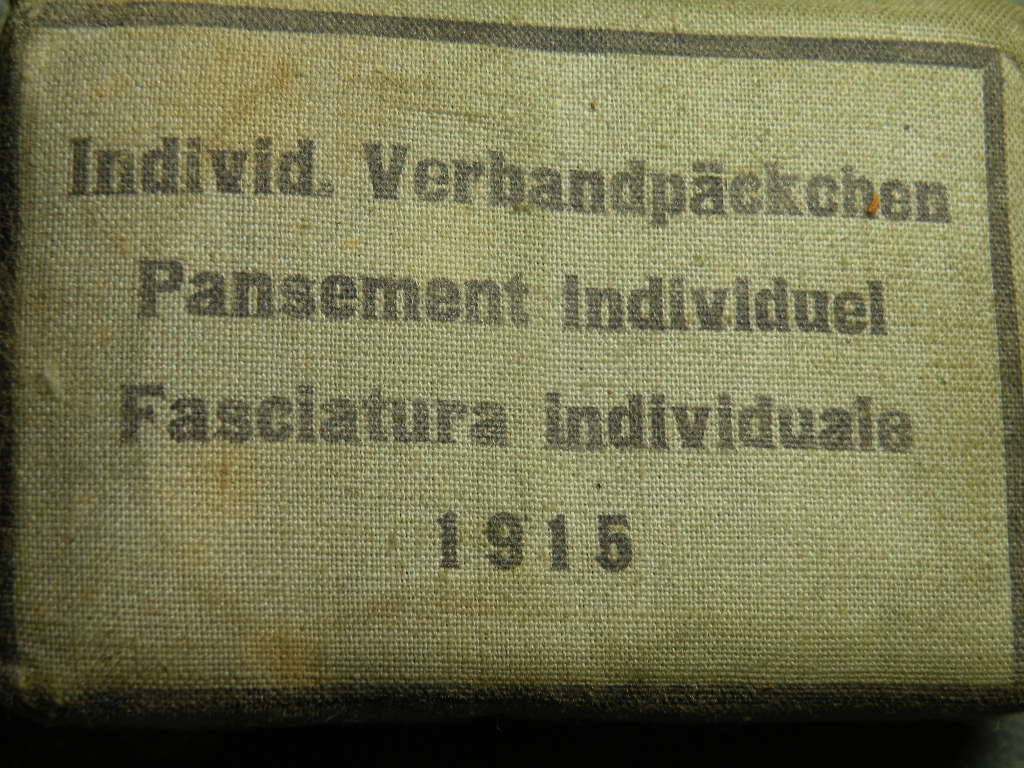 Individ. Verbandpäckchen
Pansement individuel
Fasciatura individuale
1915